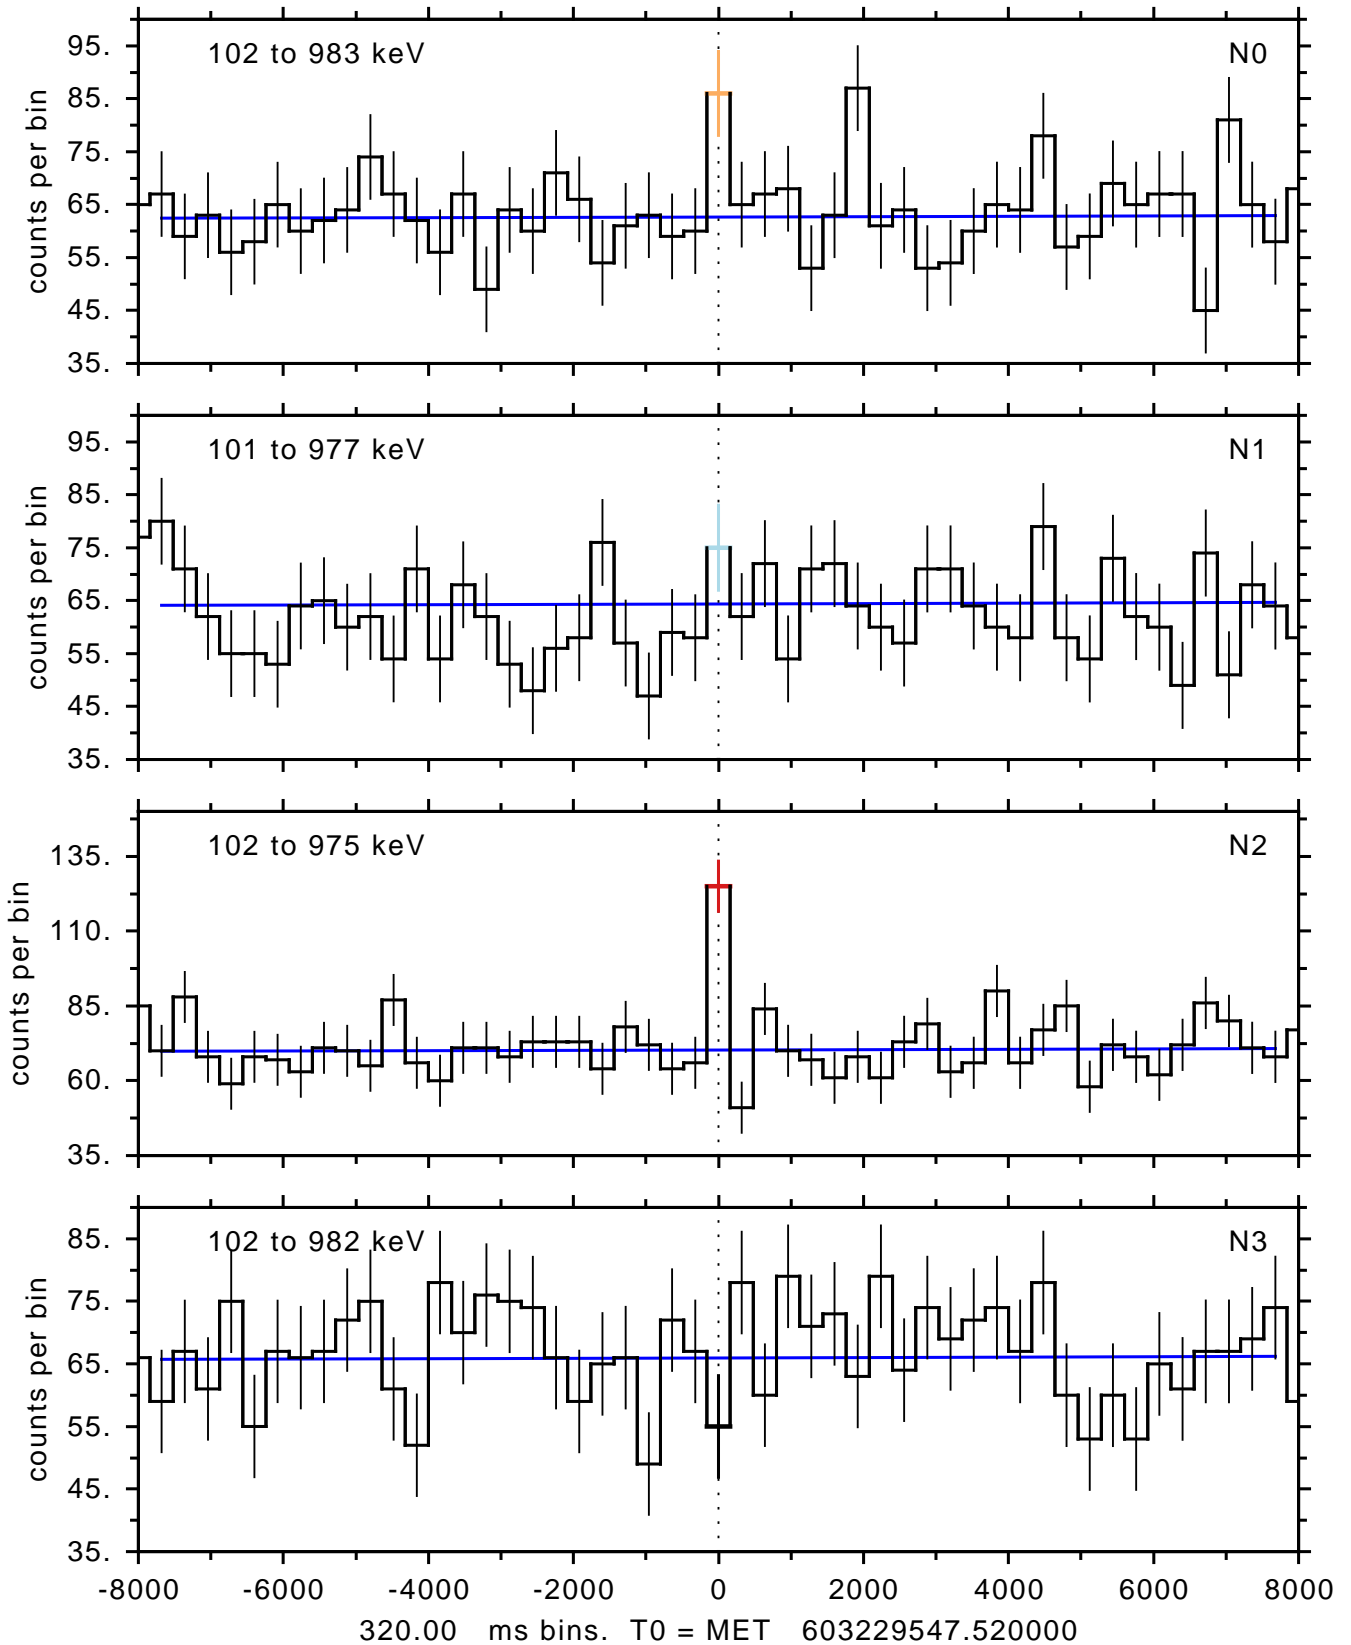 102 to 983 keV N0
95.
85.
75.
65.
55.
45.
35.
counts per bin
101 to 977 keV N1
95.
85.
75.
65.
55.
45.
35.
counts per bin
102 to 975 keV N2
135.
110.
85.
60.
35.
counts per bin
102 to 982 keV N3
85.
75.
65.
55.
45.
35.
counts per bin
-8000 -6000 -4000 -2000 0 2000 4000 6000 8000
320.00 ms bins. T0 = MET 603229547.520000